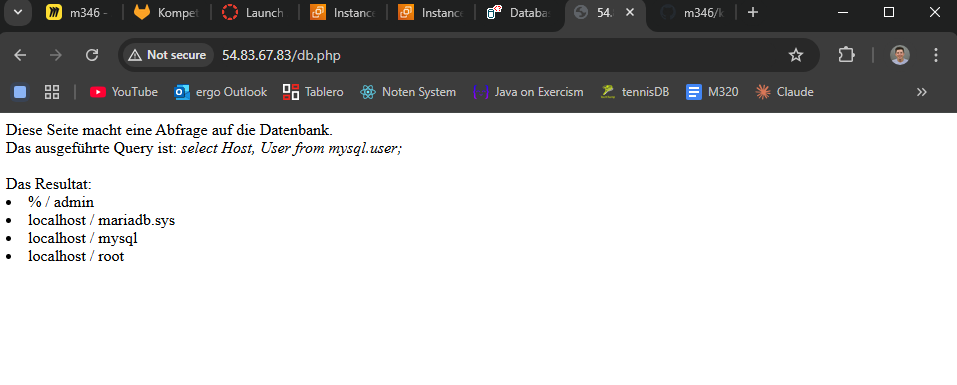 m346 -
Kompet
Launch
Instance
Instance
Databas
54.
m346/k
Not secure
54.83.67.83/db.php
YouTube
ergo Outlook
Tablero
Noten System
Java on Exercism
tennisDB
M320
Claude
Diese Seite macht eine Abfrage auf die Datenbank.
Das ausgeführte Query ist: select Host, User from mysql.user;
Das Resultat:
• % / admin
• localhost / mariadb.sys
• localhost / mysql
• localhost / root